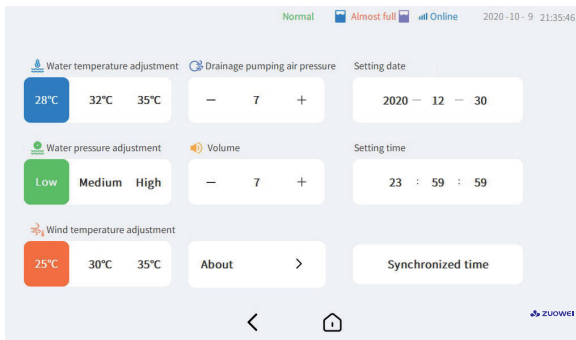 Normal Almost full Online 2020-10-9 21:35:46
Water temperature adjustment Drainage pumping air pressure Setting date
28℃ 32℃ 35℃ — 7 + 2020 — 12 — 30
Water pressure adjustment Volume Setting time
Low Medium High — 7 + 23 : 59 : 59
Wind temperature adjustment
25℃ 30℃ 35℃ About > Synchronized time
ZUOWEI